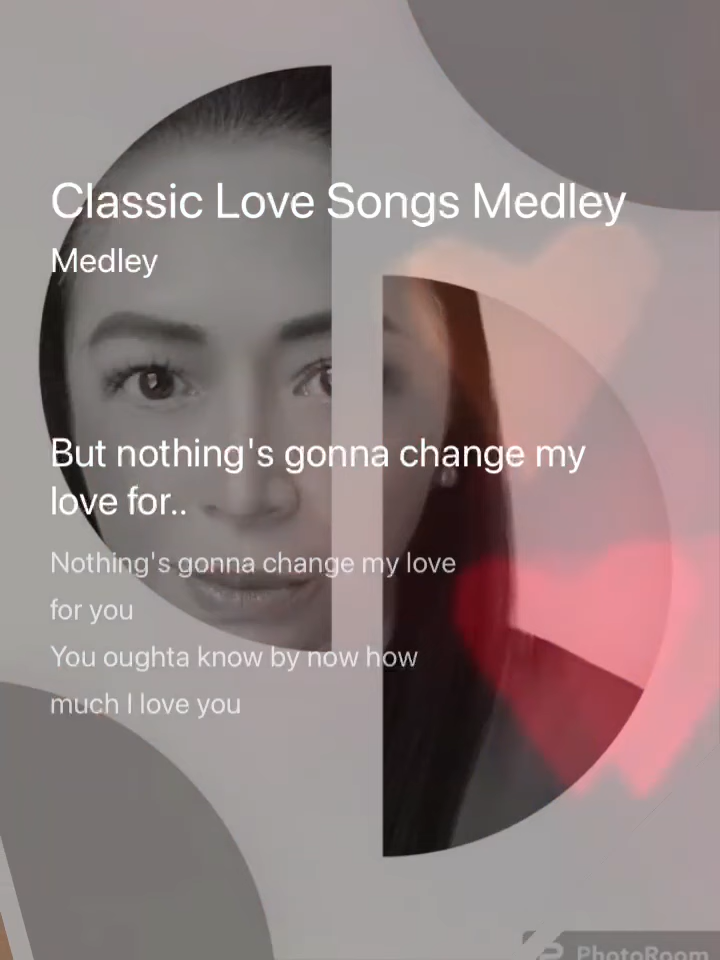 Classic Love Songs Medley
Medley
But nothing's gonna change my
love for..
Nothing's gonna change my love
for you
You oughta know by now how
much I love you
PhotoRoom